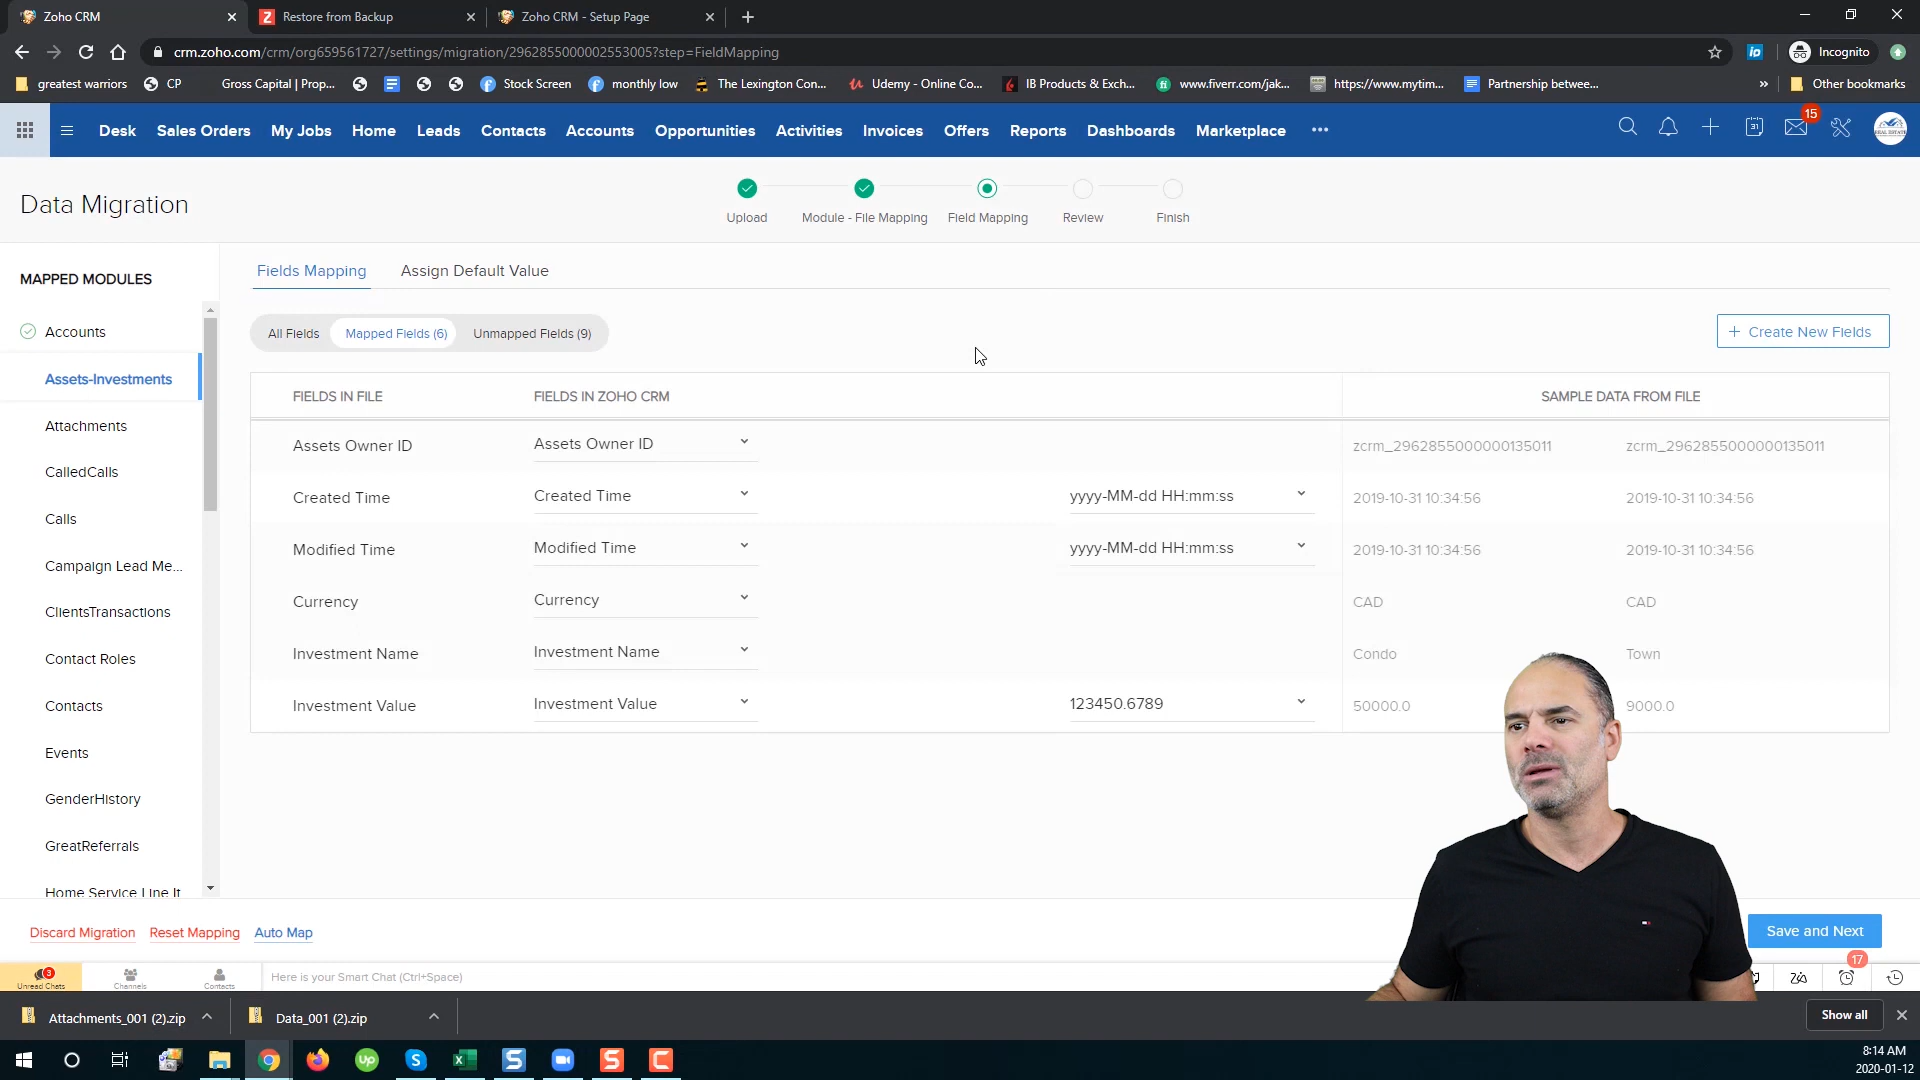 Zoho CRM
Restore from Backup
Zoho CRM - Setup Page
crm.zoho.com/crm/org659561727/settings/migration/2962855000002553005?step=FieldMapping
Incognito
greatest warriors
CP
Gross Capital | Prop...
Stock Screen
monthly low
The Lexington Con...
Udemy - Online Co...
IB Products & Exch...
www.fiverr.com/jak...
https://www.mytim...
Partnership betwee...
»
Other bookmarks
Desk
Sales Orders
My Jobs
Home
Leads
Contacts
Accounts
Opportunities
Activities
Invoices
Offers
Reports
Dashboards
Marketplace
•••
31
15
Data Migration
Upload
Module - File Mapping
Field Mapping
Review
Finish
MAPPED MODULES
Accounts
Assets-Investments
Attachments
CalledCalls
Calls
Campaign Lead Me...
ClientsTransactions
Contact Roles
Contacts
Events
GenderHistory
GreatReferrals
Home Service Line It
Fields Mapping
Assign Default Value
All Fields
Mapped Fields (6)
Unmapped Fields (9)
+ Create New Fields
FIELDS IN FILE
FIELDS IN ZOHO CRM
SAMPLE DATA FROM FILE
Assets Owner ID
Assets Owner ID
zcrm_2962855000000135011
zcrm_2962855000000135011
Created Time
Created Time
yyyy-MM-dd HH:mm:ss
2019-10-31 10:34:56
2019-10-31 10:34:56
Modified Time
Modified Time
yyyy-MM-dd HH:mm:ss
2019-10-31 10:34:56
2019-10-31 10:34:56
Currency
Currency
CAD
CAD
Investment Name
Investment Name
Condo
Town
Investment Value
Investment Value
123450.6789
50000.0
9000.0
Discard Migration
Reset Mapping
Auto Map
Save and Next
3
Unread Chats
Channels
Contacts
Here is your Smart Chat (Ctrl+Space)
17
Attachments_001 (2).zip
Data_001 (2).zip
Show all
8:14 AM
2020-01-12